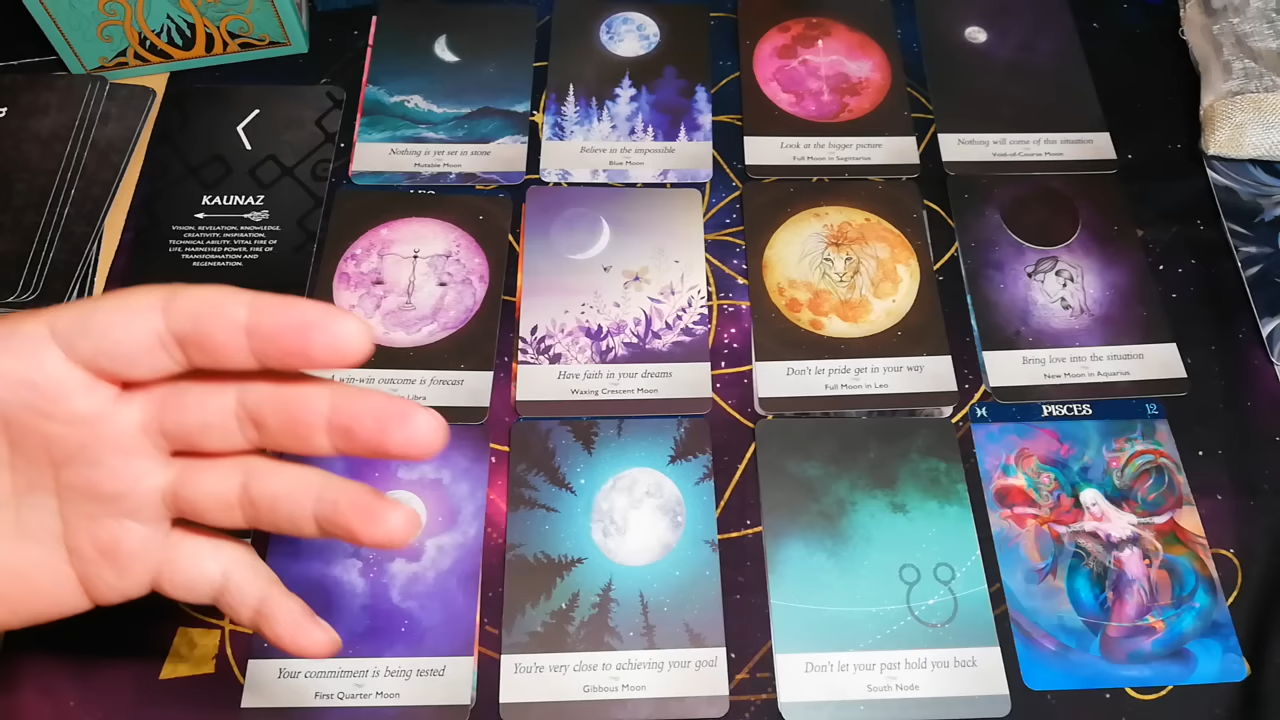 Nothing is yet set in stone
Mutable Moon
Believe in the impossible
Blue Moon
Look at the bigger picture
Full Moon in Sagittarius
Nothing will come of this situation
Void-of-Course Moon
KAUNAZ
VISION, REVELATION, KNOWLEDGE,
CREATIVITY, INSPIRATION,
TECHNICAL ABILITY. VITAL FIRE OF
LIFE, HARNESSED POWER, FIRE OF
TRANSFORMATION AND
REGENERATION.
win-win outcome is forecast
in Libra
Have faith in your dreams
Waxing Crescent Moon
Don't let pride get in your way
Full Moon in Leo
Bring love into the situation
New Moon in Aquarius
Your commitment is being tested
First Quarter Moon
You're very close to achieving your goal
Gibbous Moon
Don't let your past hold you back
South Node
PISCES 12